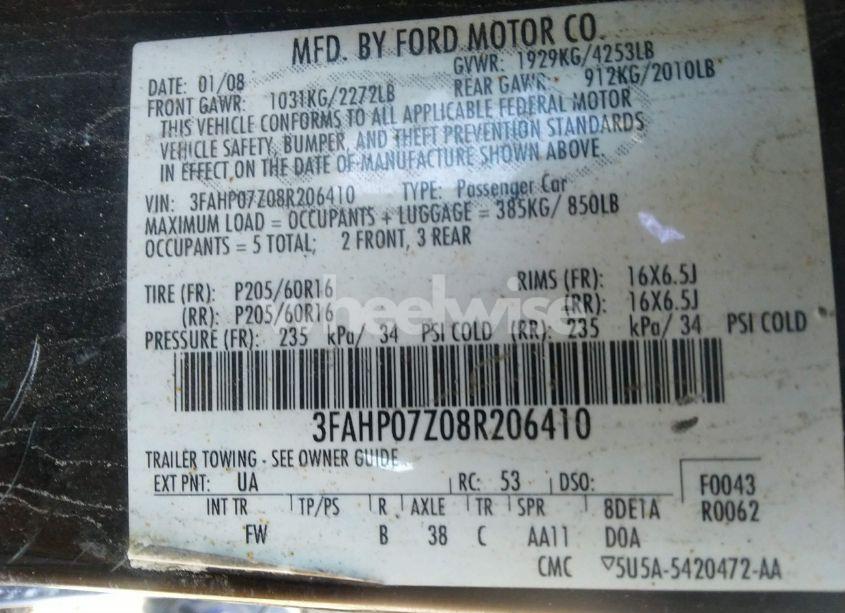 MFD. BY FORD MOTOR CO.
DATE: 01/08 GVWR: 1929KG/4253LB
FRONT GAWR: 1031KG/2272LB REAR GAWR: 912KG/2010LB
THIS VEHICLE CONFORMS TO ALL APPLICABLE FEDERAL MOTOR
VEHICLE SAFETY, BUMPER, AND THEFT PREVENTION STANDARDS
IN EFFECT ON THE DATE OF MANUFACTURE SHOWN ABOVE.
VIN: 3FAHP07Z08R206410 TYPE: Passenger Car
MAXIMUM LOAD = OCCUPANTS + LUGGAGE = 385KG/ 850LB
OCCUPANTS = 5 TOTAL; 2 FRONT, 3 REAR
TIRE (FR): P205/60R16 RIMS (FR): 16X6.5J
(RR): P205/60R16 (RR): 16X6.5J
wheelwise
PRESSURE (FR): 235 kPa/ 34 PSI COLD (RR): 235 kPa/ 34 PSI COLD
3FAHP07Z08R206410
TRAILER TOWING - SEE OWNER GUIDE
EXT PNT: UA RC: 53 DSO: F0043
INT TR TP/PS R AXLE TR SPR 8DE1A R0062
FW B 38 C AA11 D0A
CMC ▽5U5A-5420472-AA